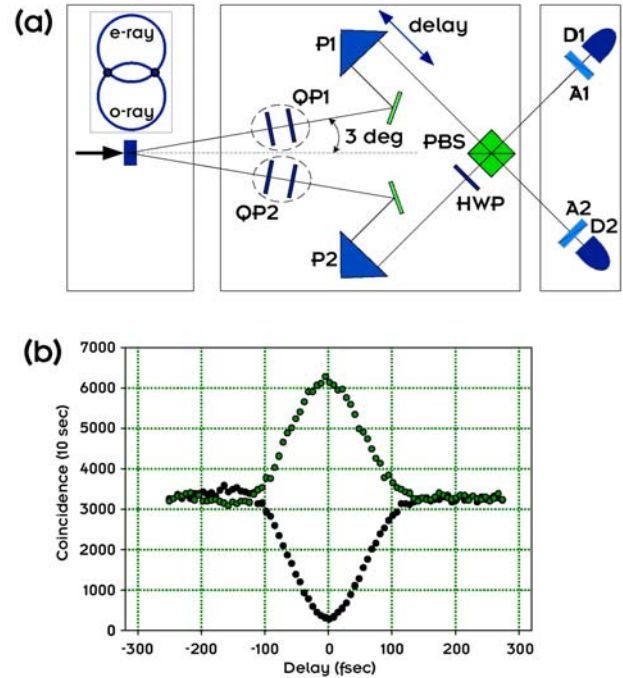 (a)
e-ray
o-ray
QP1
QP2
3 deg
P1
delay
PBS
HWP
P2
D1
A1
A2
D2
(b)
7000
6000
5000
4000
3000
2000
1000
0
Coincidence (10 sec)
-300 -200 -100 0 100 200 300
Delay (fsec)